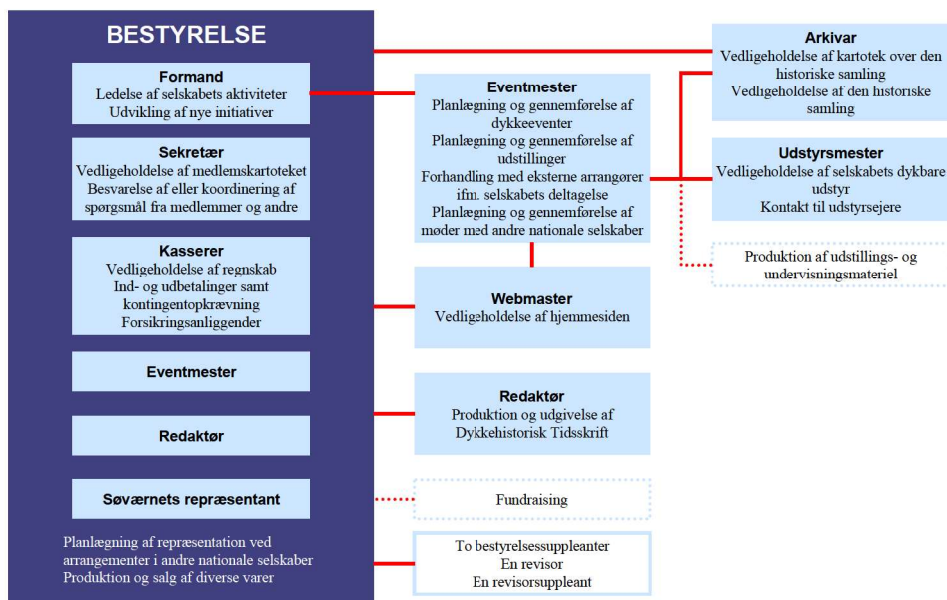 BESTYRELSE
Formand
Ledelse af selskabets aktiviteter
Udvikling af nye initiativer
Sekretær
Vedligeholdelse af medlemskartoteket
Besvarelse af eller koordinering af
spørgsmål fra medlemmer og andre
Kasserer
Vedligeholdelse af regnskab
Ind- og udbetalinger samt
kontingentopkrævning
Forsikringsanliggender
Eventmester
Redaktør
Søværnets repræsentant
Planlægning af repræsentation ved
arrangementer i andre nationale selskaber
Produktion og salg af diverse varer
Eventmester
Planlægning og gennemførelse af
dykkeeventer
Planlægning og gennemførelse af
udstillinger
Forhandling med eksterne arrangører
ifm. selskabets deltagelse
Planlægning og gennemførelse af
møder med andre nationale selskaber
Webmaster
Vedligeholdelse af hjemmesiden
Redaktør
Produktion og udgivelse af
Dykkehistorisk Tidsskrift
Fundraising
To bestyrelsessuppleanter
En revisor
En revisorsuppleant
Arkivar
Vedligeholdelse af kartotek over den
historiske samling
Vedligeholdelse af den historiske
samling
Udstyrsmester
Vedligeholdelse af selskabets dykbare
udstyr
Kontakt til udstyrsejere
Produktion af udstillings- og
undervisningsmateriel